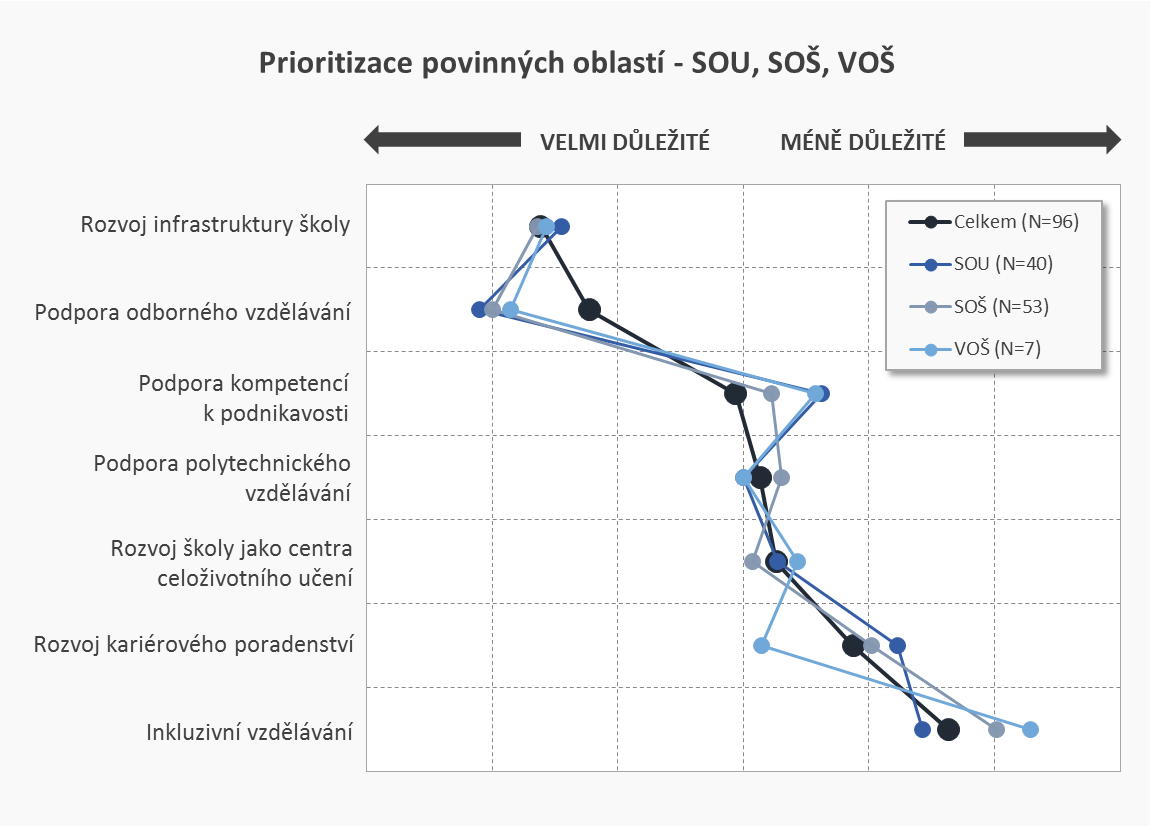 Prioritizace povinných oblastí - SOU, SOŠ, VOŠ
VELMI DŮLEŽITÉ
MÉNĚ DŮLEŽITÉ
Rozvoj infrastruktury školy
Podpora odborného vzdělávání
Podpora kompetencí
k podnikavosti
Podpora polytechnického
vzdělávání
Rozvoj školy jako centra
celoživotního učení
Rozvoj kariérového poradenství
Inkluzivní vzdělávání
Celkem (N=96)
SOU (N=40)
SOŠ (N=53)
VOŠ (N=7)